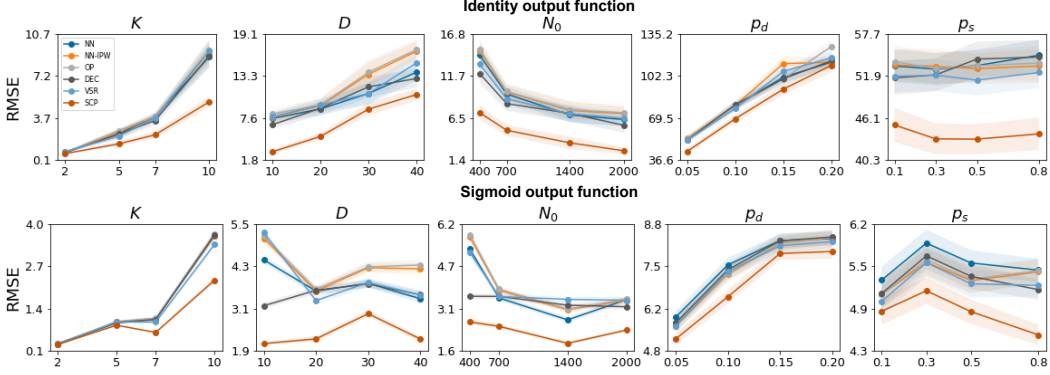 Identity output function
K D N₀ p_d p_s
RMSE
10.7 7.2 3.7 0.1
2 5 7 10
NN
NN-IPW
OP
DEC
VSR
SCP
19.1 13.3 7.6 1.8
10 20 30 40
16.8 11.7 6.5 1.4
400 700 1400 2000
135.2 102.3 69.5 36.6
0.05 0.10 0.15 0.20
57.7 51.9 46.1 40.3
0.1 0.3 0.5 0.8
Sigmoid output function
K D N₀ p_d p_s
RMSE
4.0 2.7 1.4 0.1
2 5 7 10
5.5 4.3 3.1 1.9
10 20 30 40
6.2 4.6 3.0 1.4
400 700 1400 2000
8.8 7.5 6.2 4.8
0.05 0.10 0.15 0.20
6.2 5.5 4.9 4.3
0.1 0.3 0.5 0.8